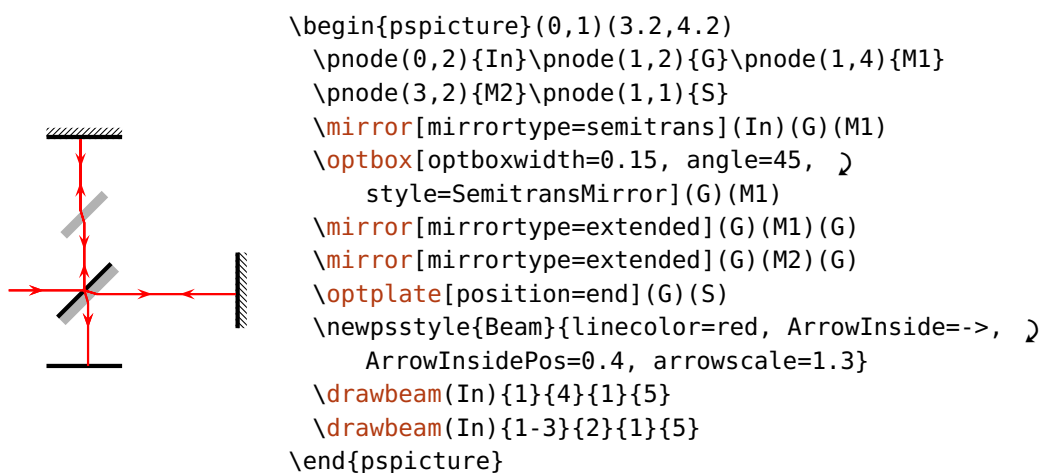 \begin{pspicture}(0,1)(3.2,4.2)
\pnode(0,2){In}\pnode(1,2){G}\pnode(1,4){M1}
\pnode(3,2){M2}\pnode(1,1){S}
\mirror[mirrortype=semitrans](In)(G)(M1)
\optbox[optboxwidth=0.15, angle=45,
style=SemitransMirror](G)(M1)
\mirror[mirrortype=extended](G)(M1)(G)
\mirror[mirrortype=extended](G)(M2)(G)
\optplate[position=end](G)(S)
\newpsstyle{Beam}{linecolor=red, ArrowInside=->,
ArrowInsidePos=0.4, arrowscale=1.3}
\drawbeam(In){1}{4}{1}{5}
\drawbeam(In){1-3}{2}{1}{5}
\end{pspicture}